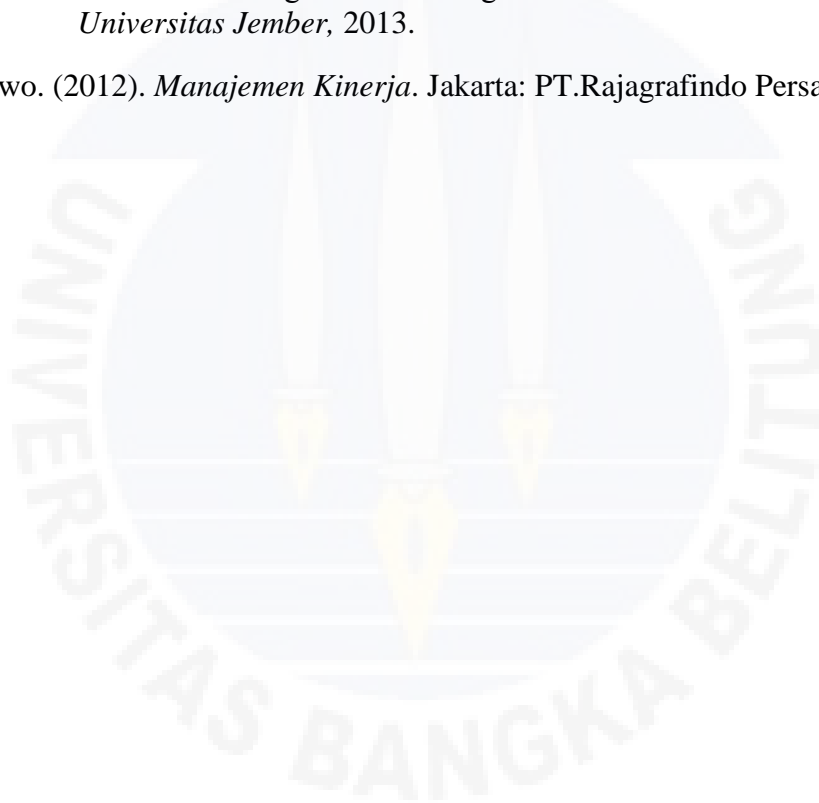 Universitas Jember, 2013.
wo. (2012). Manajemen Kinerja. Jakarta: PT.Rajagrafindo Persa
UNIVERSITAS BANGKA BELITUNG